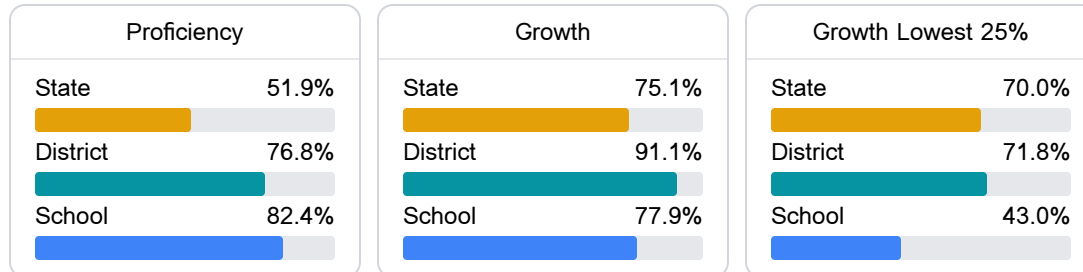 Proficiency
State 51.9%
District 76.8%
School 82.4%
Growth
State 75.1%
District 91.1%
School 77.9%
Growth Lowest 25%
State 70.0%
District 71.8%
School 43.0%